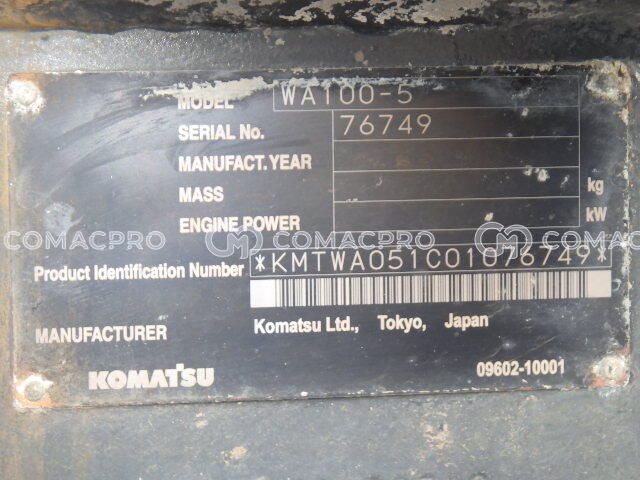 MODEL WA100-5
SERIAL No. 76749
MANUFACT. YEAR
MASS kg
ENGINE POWER kW
COMACPRO COMACPRO COMACPRO
Product Identification Number *KMTWA051C01076749*
MANUFACTURER Komatsu Ltd., Tokyo, Japan
KOMATSU 09602-10001